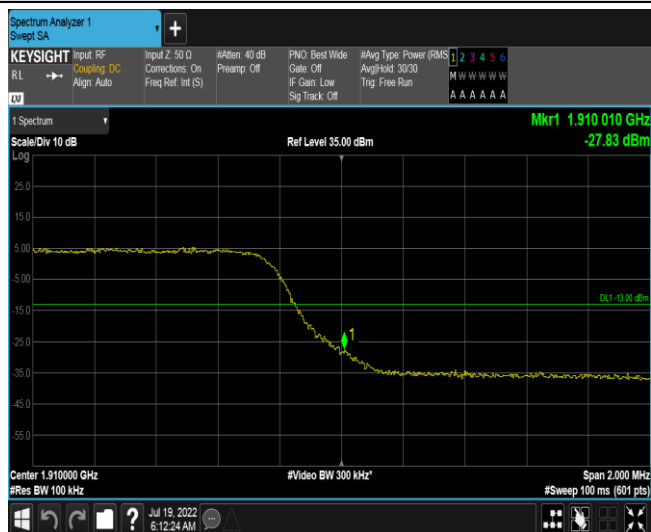 Spectrum Analyzer 1
Swept SA
+
KEYSIGHT
RL
LXI
Input: RF
Coupling: DC
Align: Auto
Input Z: 50 Ω
Corrections: On
Freq Ref: Int (S)
#Atten: 40 dB
Preamp: Off
PNO: Best Wide
Gate: Off
IF Gain: Low
Sig Track: Off
#Avg Type: Power (RMS
Avg|Hold: 30/30
Trig: Free Run
1 2 3 4 5 6
M W W W W W
A A A A A A
1 Spectrum
Mkr1 1.910 010 GHz
-27.83 dBm
Scale/Div 10 dB
Ref Level 35.00 dBm
Log
25.0
15.0
5.00
-5.00
DL1 -13.00 dBm
-15.0
1
-25.0
-35.0
-45.0
-55.0
Center 1.910000 GHz
#Video BW 300 kHz*
Span 2.000 MHz
#Res BW 100 kHz
#Sweep 100 ms (601 pts)
?
Jul 19, 2022
6:12:24 AM